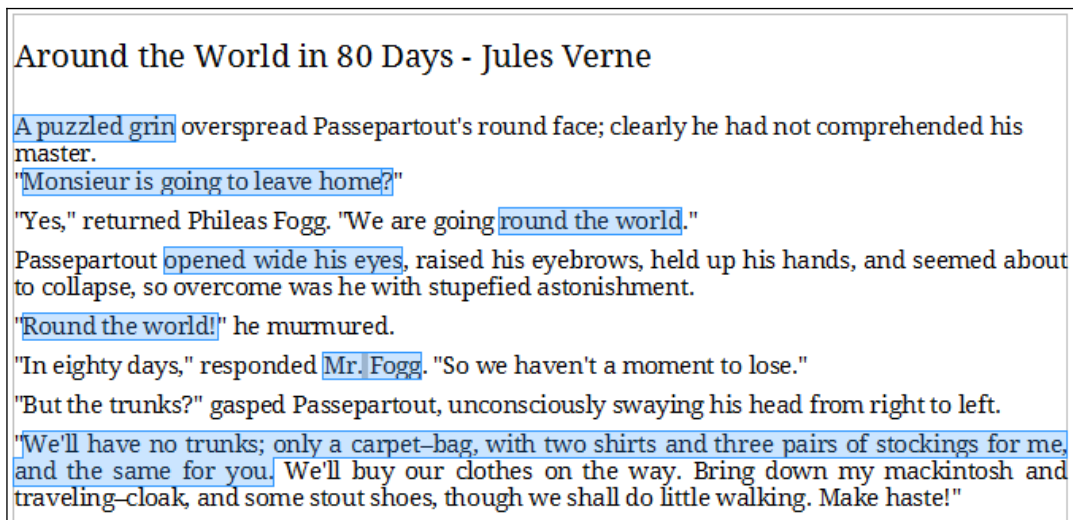 Around the World in 80 Days - Jules Verne
A puzzled grin overspread Passepartout's round face; clearly he had not comprehended his
master.
"Monsieur is going to leave home?"
"Yes," returned Phileas Fogg. "We are going round the world."
Passepartout opened wide his eyes, raised his eyebrows, held up his hands, and seemed about
to collapse, so overcome was he with stupefied astonishment.
"Round the world!" he murmured.
"In eighty days," responded Mr. Fogg. "So we haven't a moment to lose."
"But the trunks?" gasped Passepartout, unconsciously swaying his head from right to left.
"We'll have no trunks; only a carpet–bag, with two shirts and three pairs of stockings for me,
and the same for you. We'll buy our clothes on the way. Bring down my mackintosh and
traveling–cloak, and some stout shoes, though we shall do little walking. Make haste!"